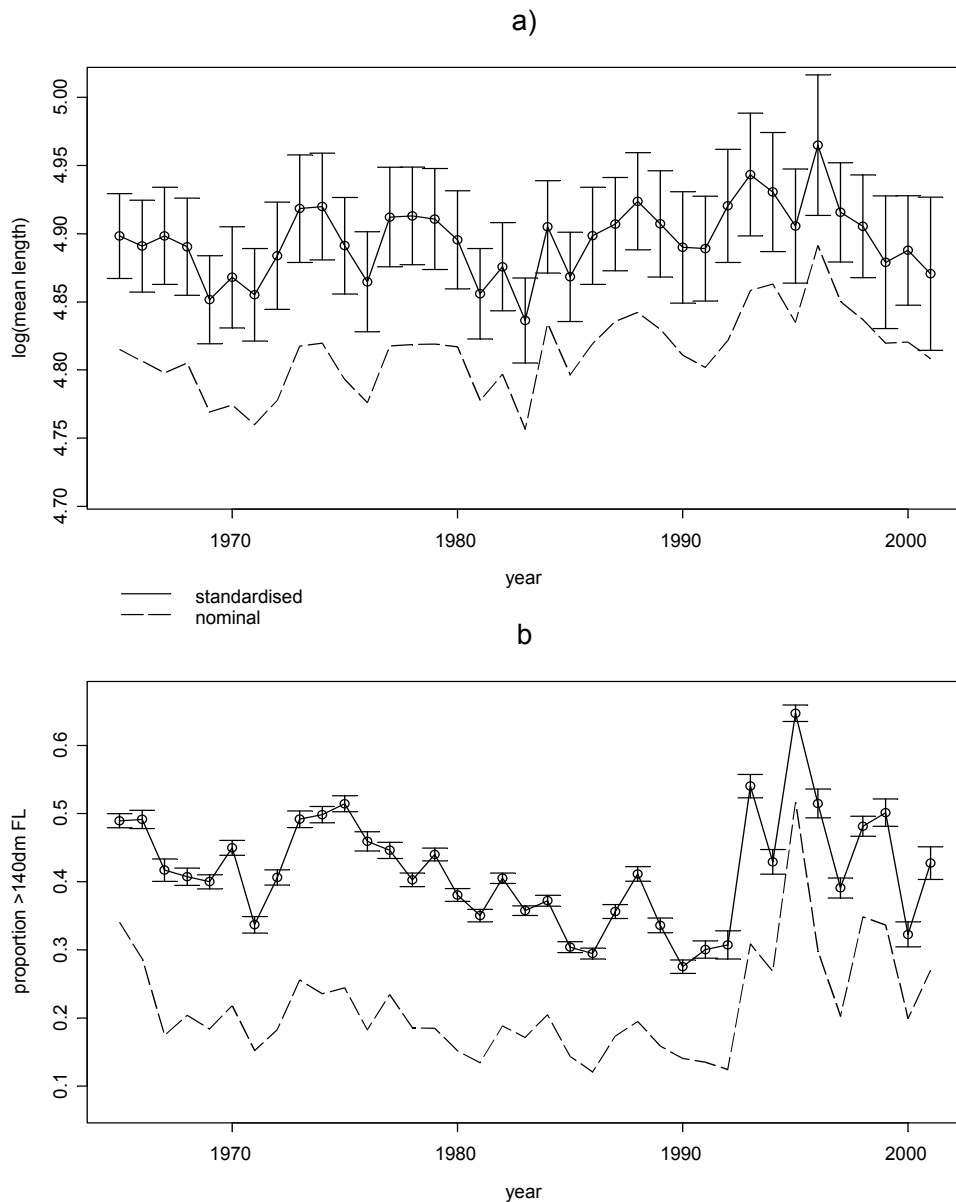 a)
log(mean length)
5.00
4.95
4.90
4.85
4.80
4.75
4.70
1970
1980
1990
2000
year
standardised
nominal
b
proportion >140dm FL
0.6
0.5
0.4
0.3
0.2
0.1
1970
1980
1990
2000
year